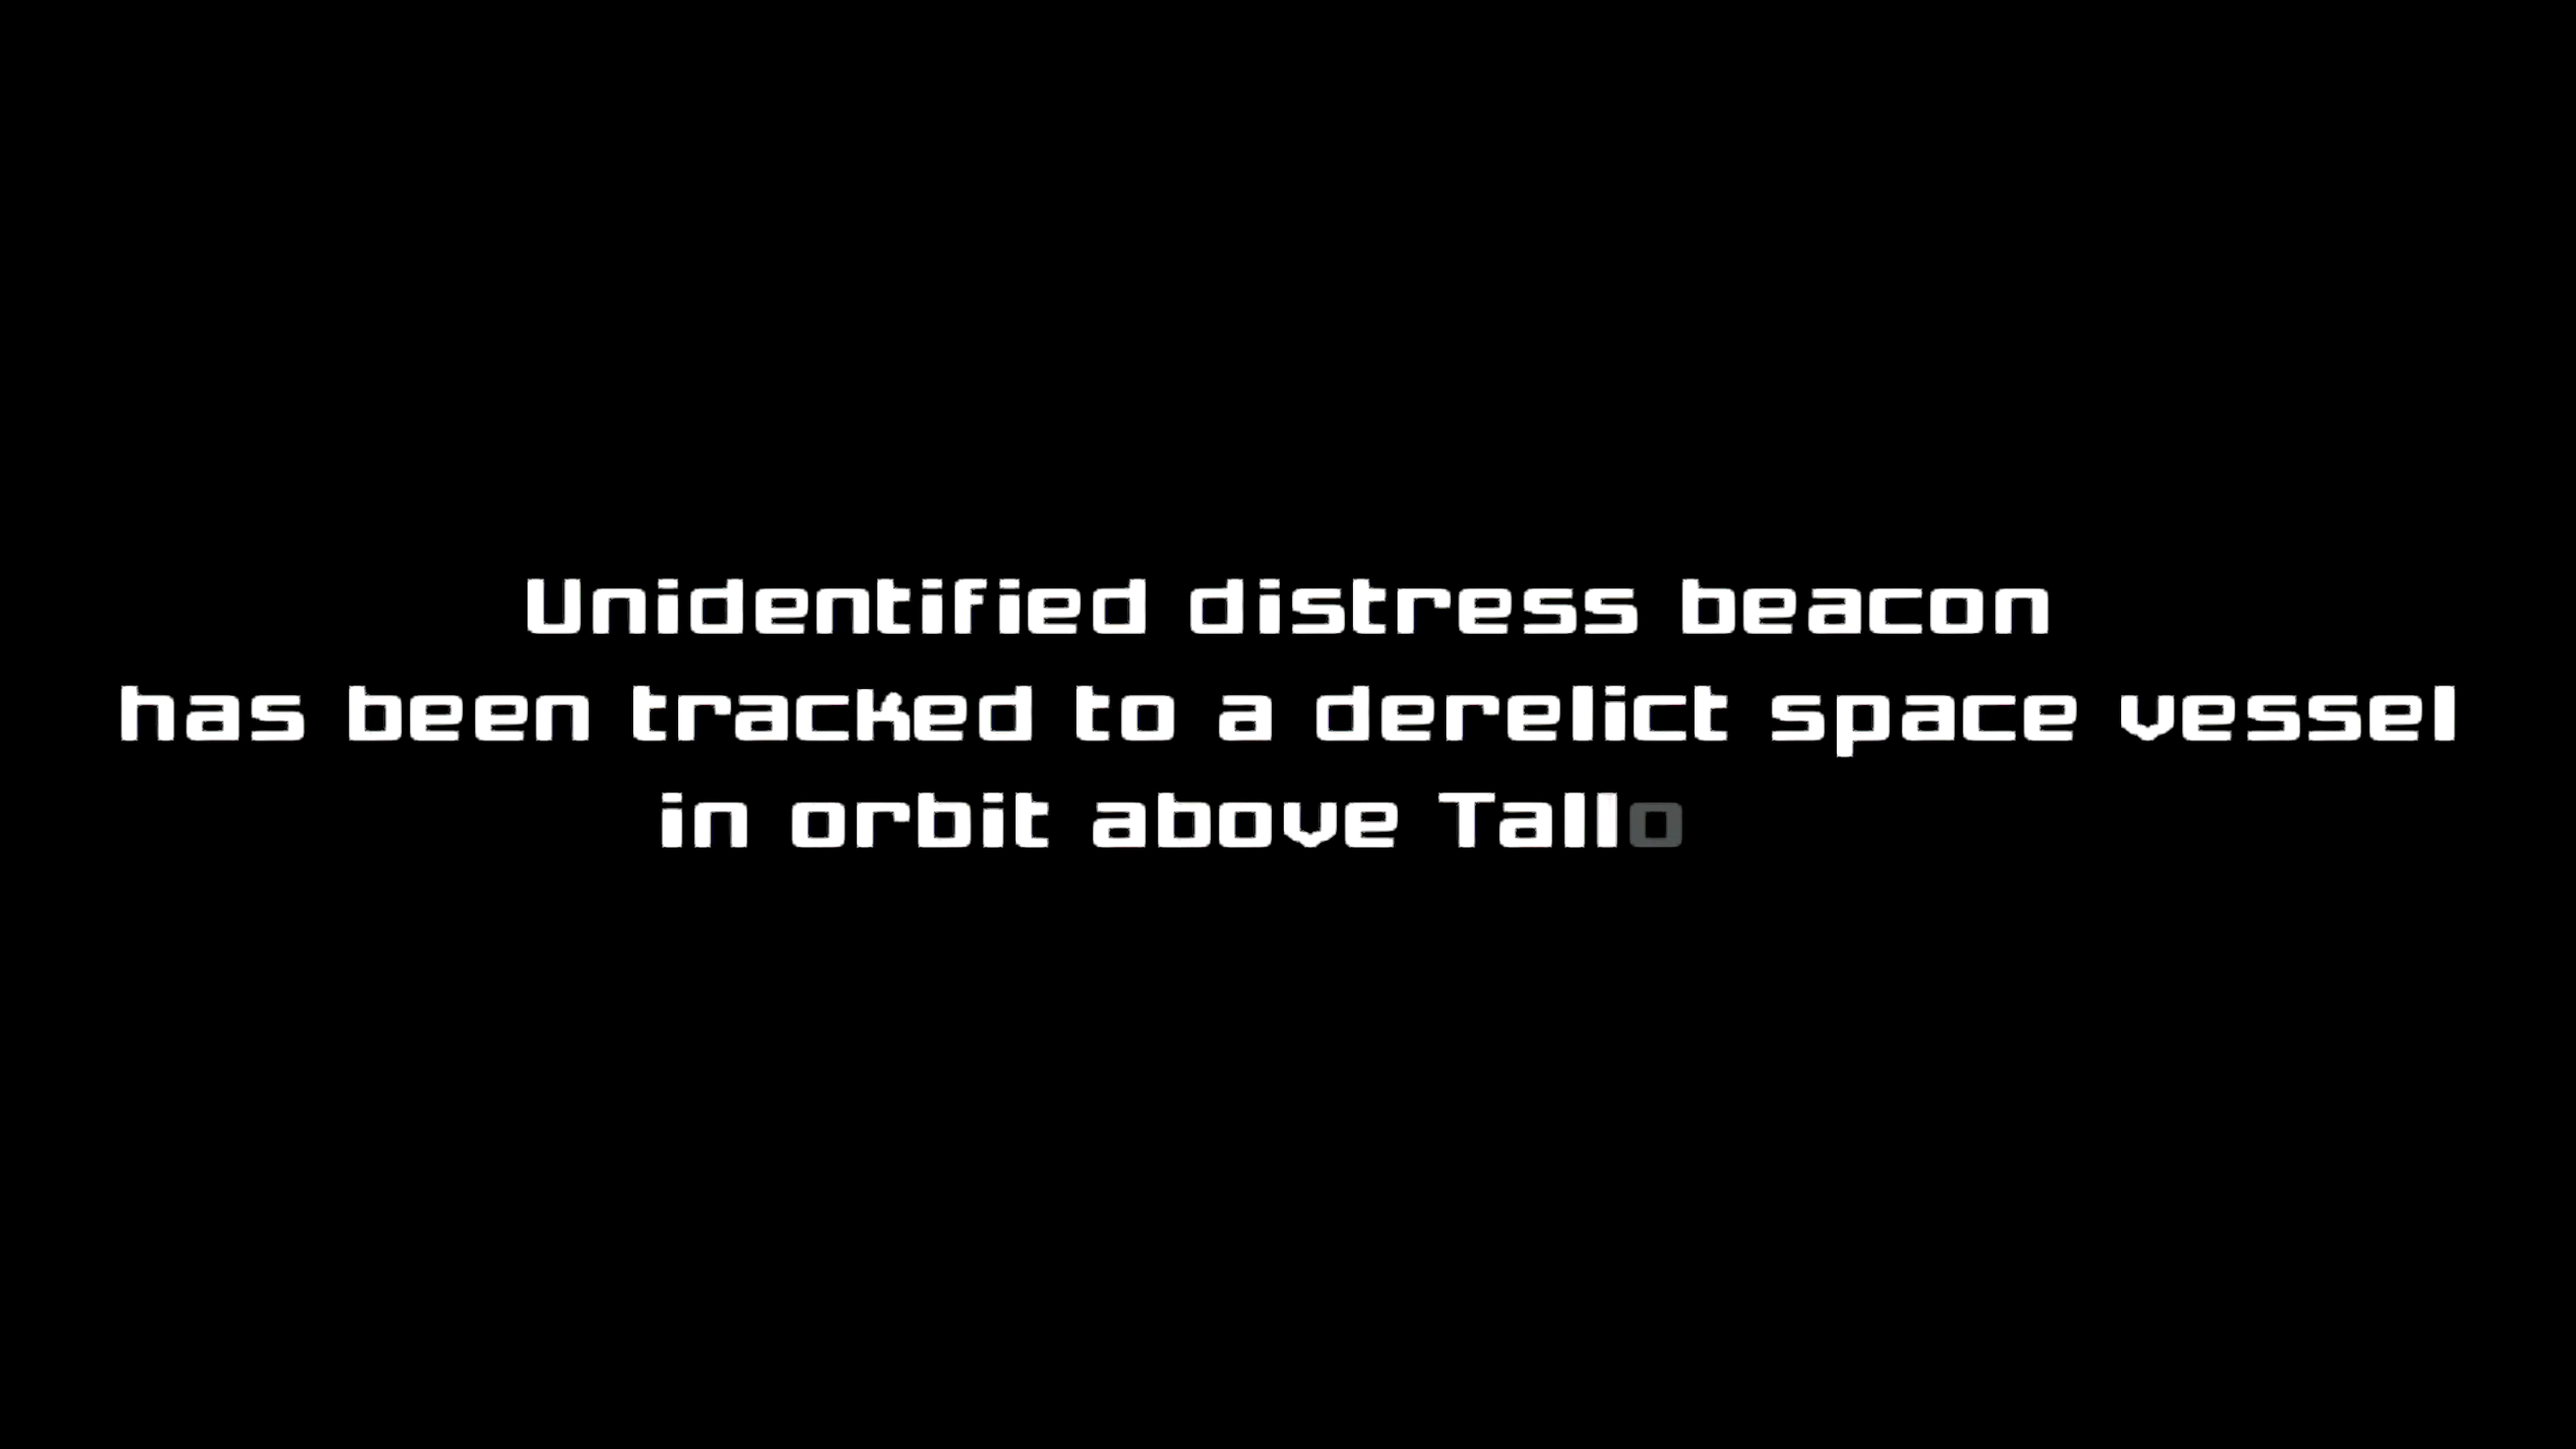 Unidentified distress beacon
has been tracked to a derelict space vessel
in orbit above Tallo